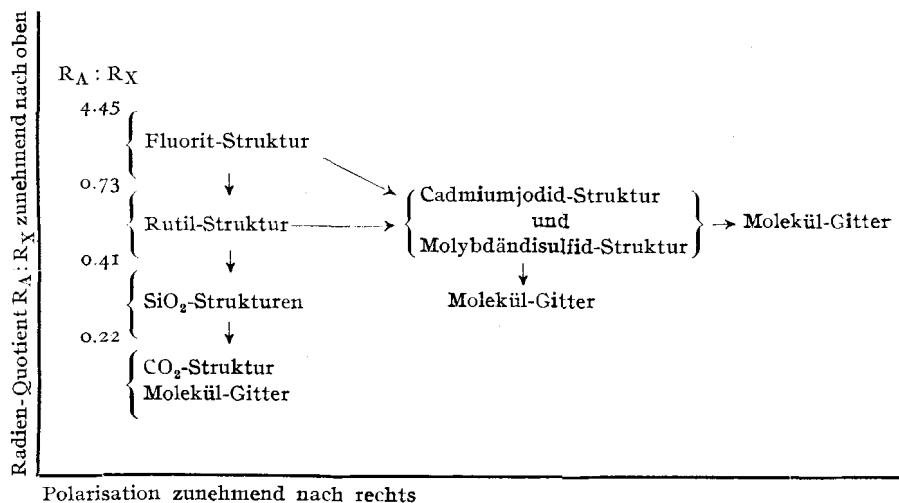 Radien-Quotient R_A : R_X zunehmend nach oben
R_A : R_X
4.45
Fluorit-Struktur
0.73
Rutil-Struktur
0.41
SiO₂-Strukturen
0.22
CO₂-Struktur
Molekül-Gitter
Cadmiumjodid-Struktur
und
Molybdändisulfid-Struktur
Molekül-Gitter
Molekül-Gitter
Polarisation zunehmend nach rechts